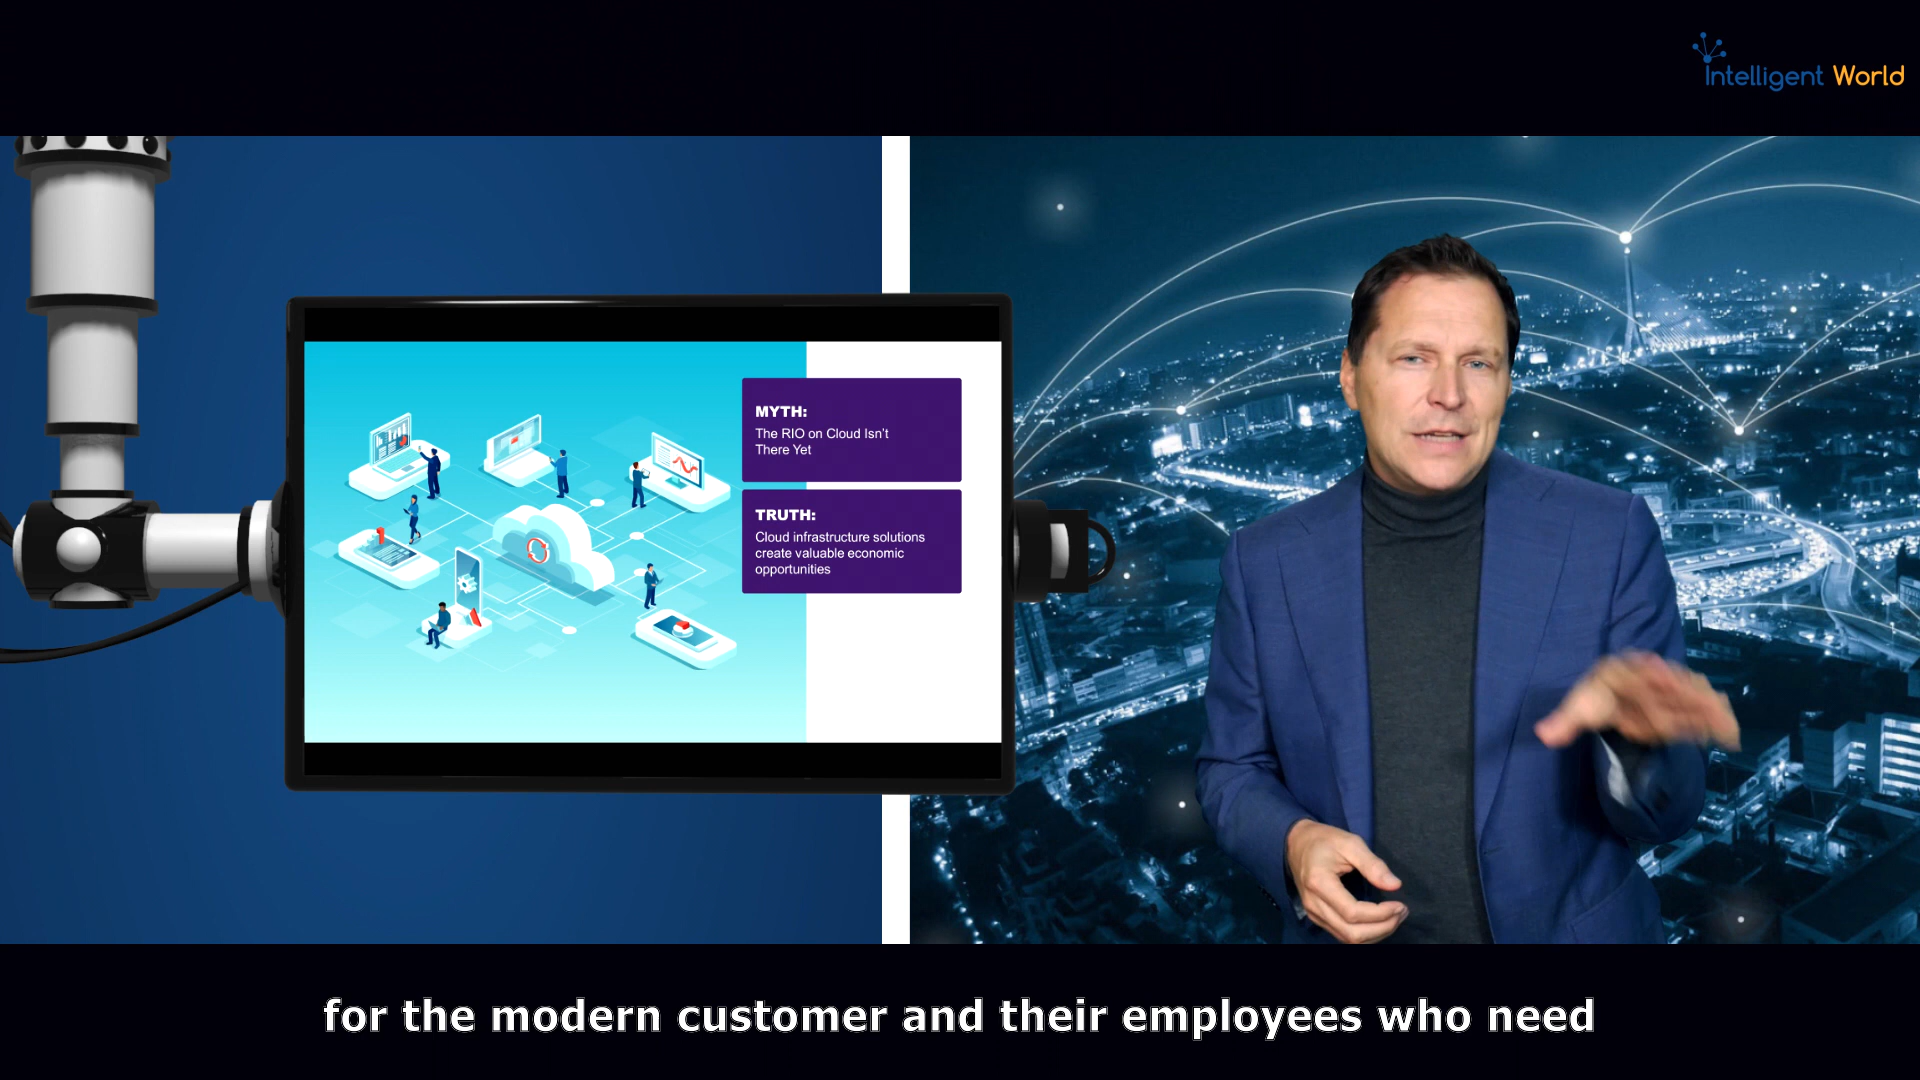 Intelligent World
MYTH:
The RIO on Cloud Isn't
There Yet
TRUTH:
Cloud infrastructure solutions
create valuable economic
opportunities
for the modern customer and their employees who need